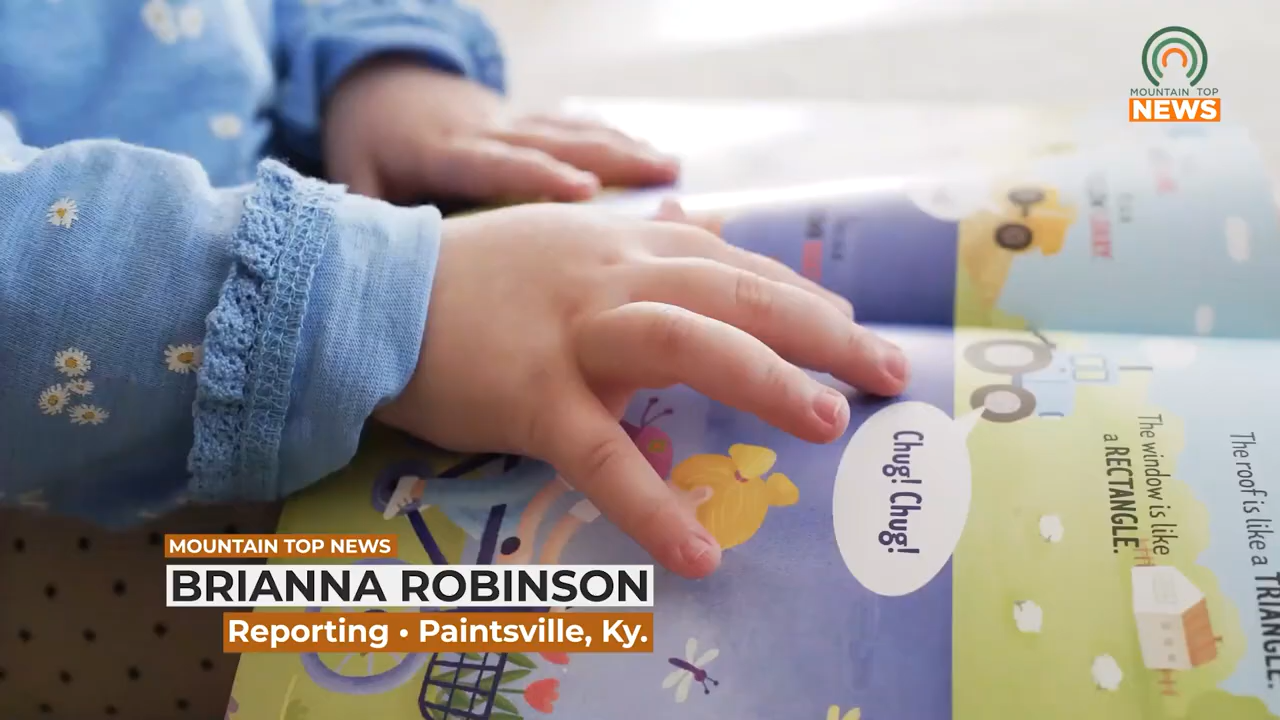 MOUNTAIN TOP
NEWS
Chug! Chug!
The window is like
a RECTANGLE.
The roof is like a TRIANGLE.
MOUNTAIN TOP NEWS
BRIANNA ROBINSON
Reporting • Paintsville, Ky.